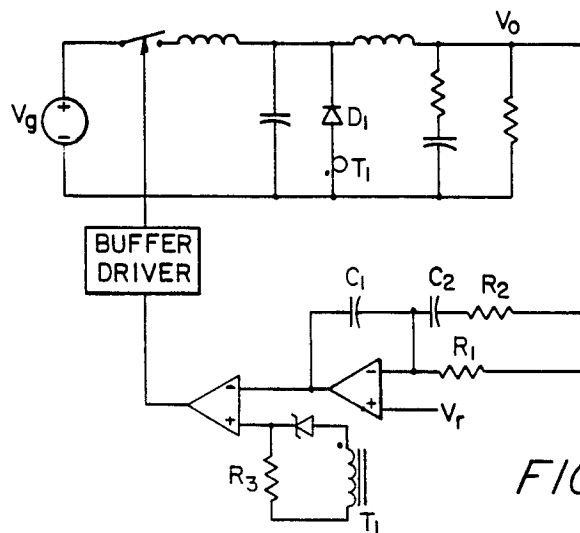 V₀
Vg
+
-
D₁
T₁
BUFFER
DRIVER
C₁
C₂
R₂
R₁
-
+
Vr
-
+
R₃
T₁
FIG